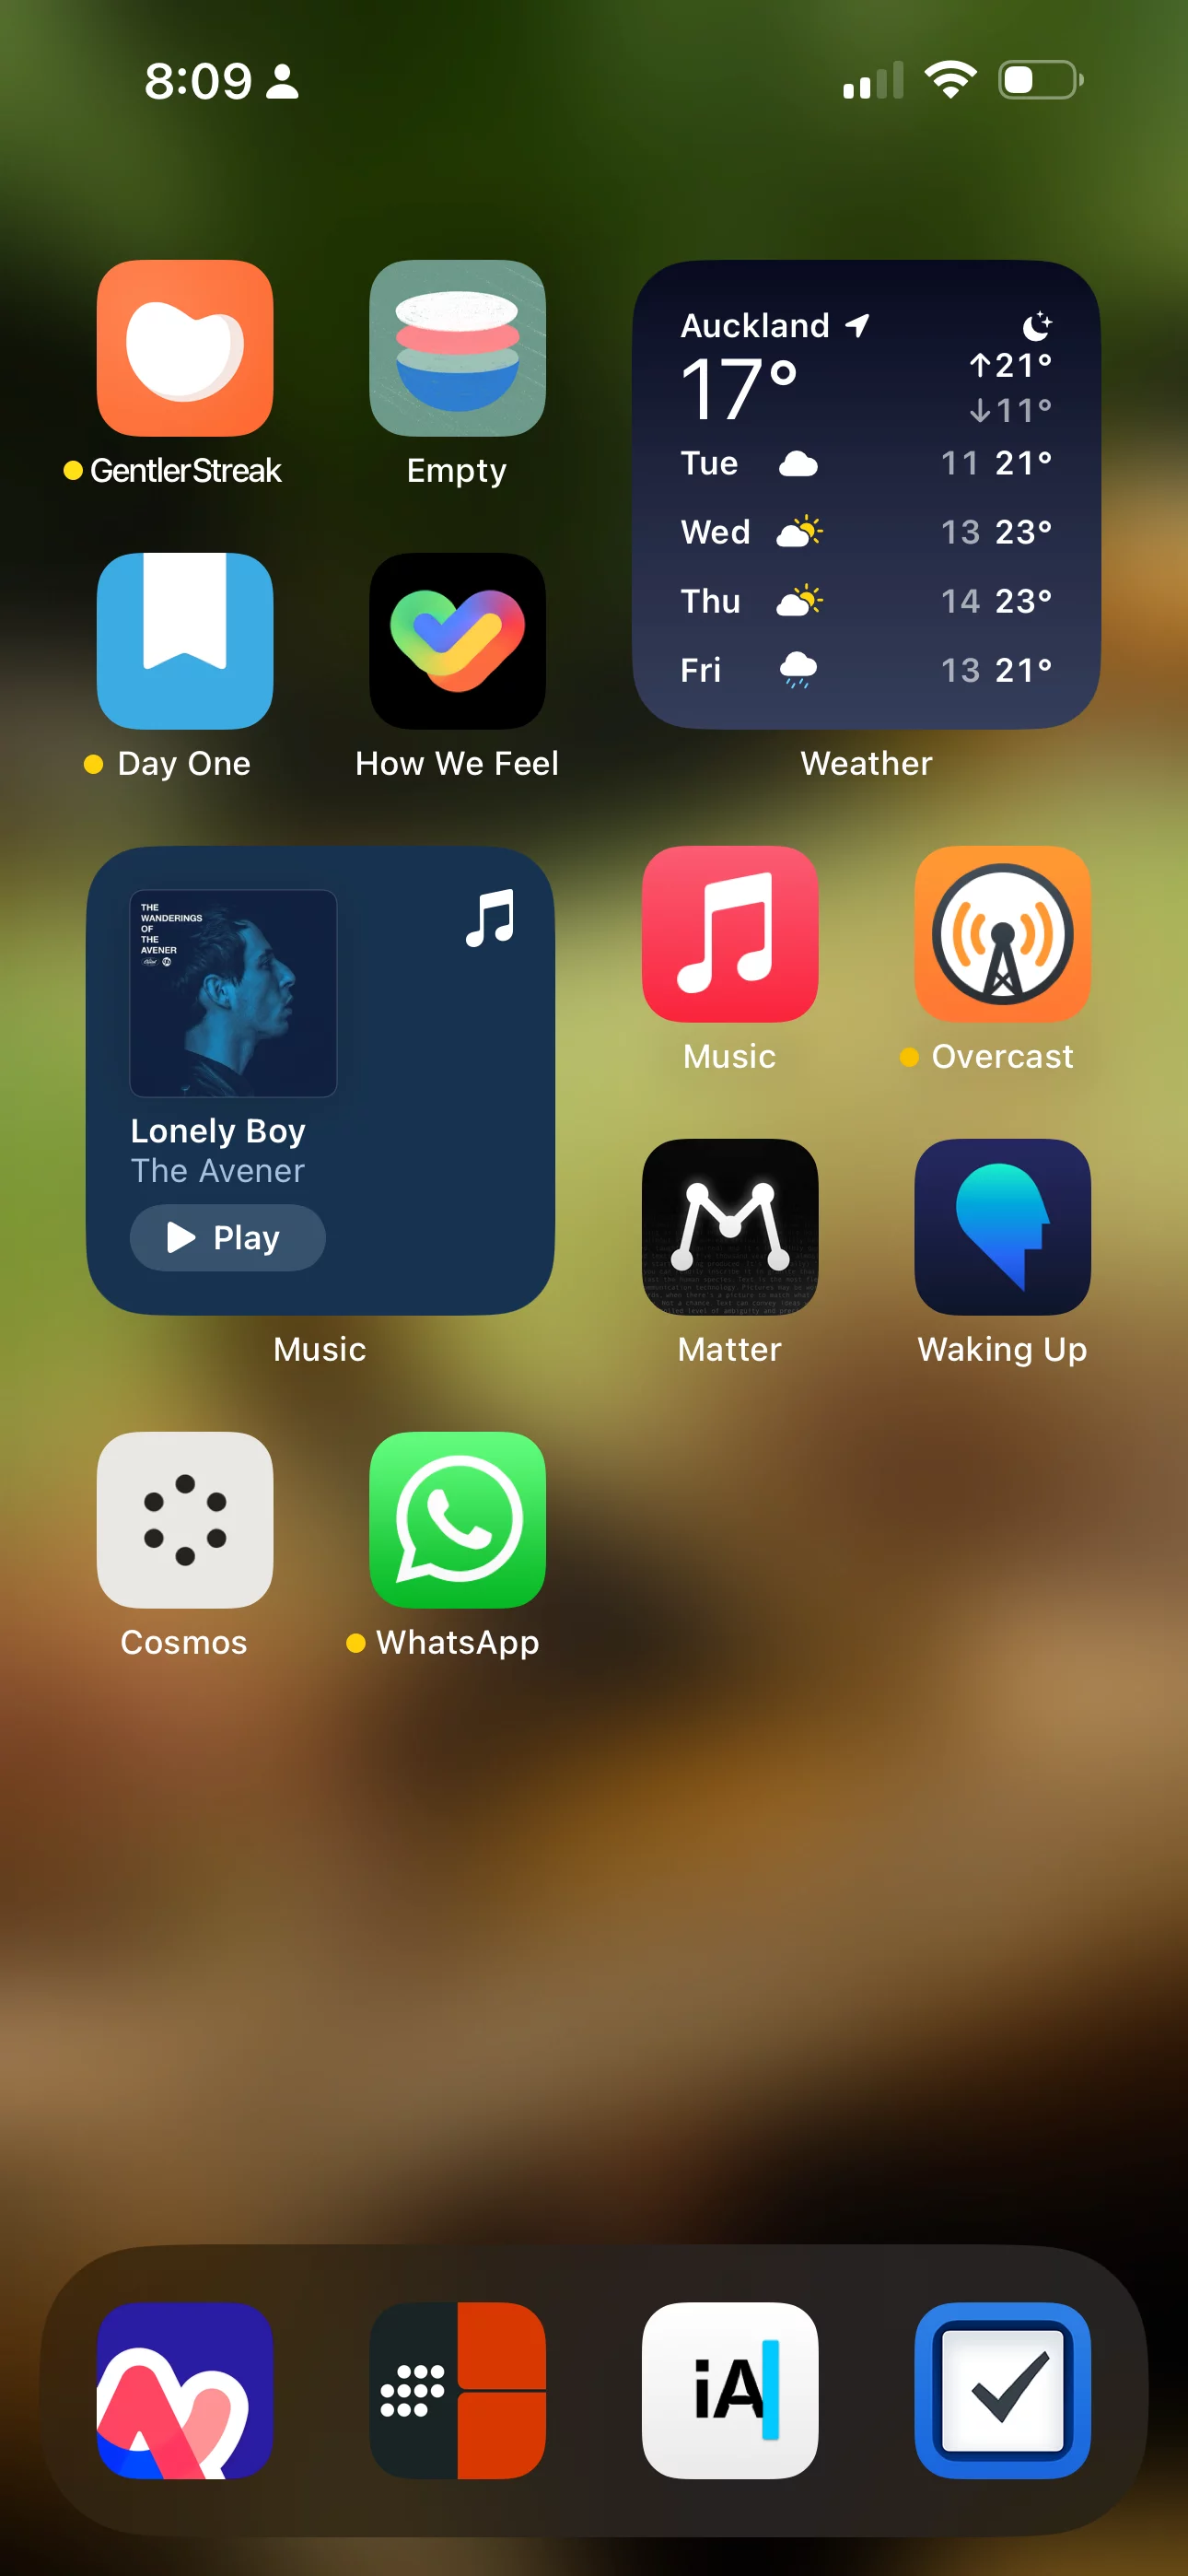 8:09
GentlerStreak
Empty
Auckland
17°
↑21°
↓11°
Tue 11 21°
Wed 13 23°
Thu 14 23°
Fri 13 21°
Day One
How We Feel
Weather
THE
WANDERINGS
OF
THE
AVENER
Lonely Boy
The Avener
Play
Music
Music
Overcast
Matter
Waking Up
Cosmos
WhatsApp
iA